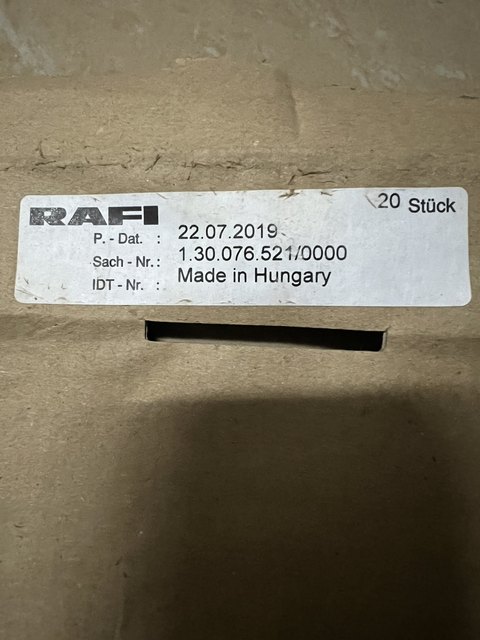 RAFI 20 Stück
P. - Dat. : 22.07.2019
Sach - Nr. : 1.30.076.521/0000
IDT - Nr. : Made in Hungary